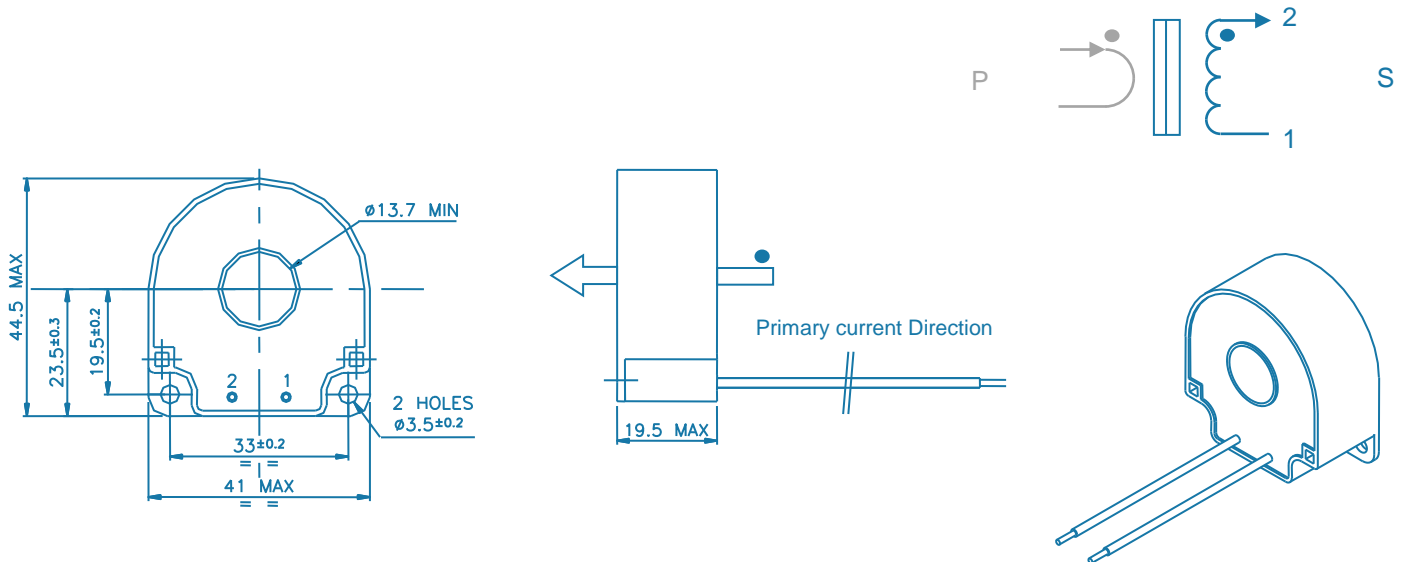 2
P
S
1
ø13.7 MIN
44.5 MAX
23.5±0.3
19.5±0.2
Primary current Direction
2 1
2 HOLES
ø3.5±0.2
19.5 MAX
33±0.2
= =
41 MAX
= =